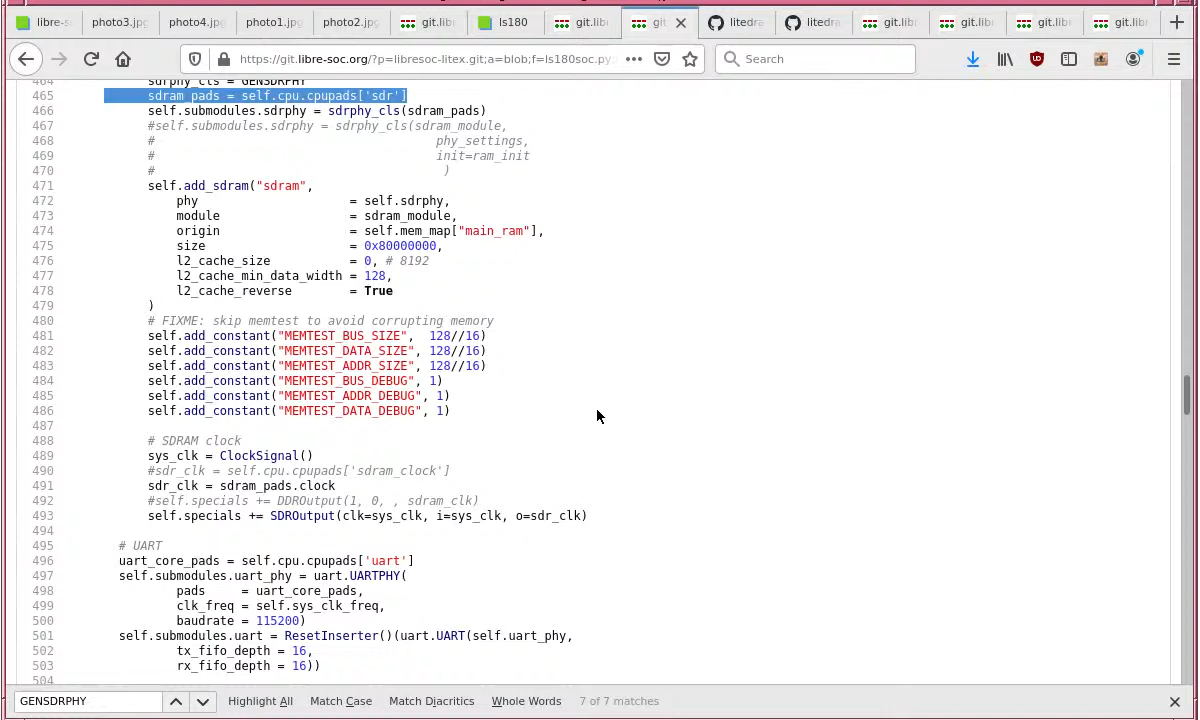 libre-s
photo3.jpg
photo4.jpg
photo1.jpg
photo2.jpg
git.lib
ls180
git.lib
git
litedra
litedra
git.lib
git.lib
git.lib
git.lib
https://git.libre-soc.org/?p=libresoc-litex.git;a=blob;f=ls180soc.py
Search
464 sdrphy_cls = GENSDRPHY
465 sdram_pads = self.cpu.cpupads['sdr']
466 self.submodules.sdrphy = sdrphy_cls(sdram_pads)
467 #self.submodules.sdrphy = sdrphy_cls(sdram_module,
468 # phy_settings,
469 # init=ram_init
470 # )
471 self.add_sdram("sdram",
472 phy = self.sdrphy,
473 module = sdram_module,
474 origin = self.mem_map["main_ram"],
475 size = 0x80000000,
476 l2_cache_size = 0, # 8192
477 l2_cache_min_data_width = 128,
478 l2_cache_reverse = True
479 )
480 # FIXME: skip memtest to avoid corrupting memory
481 self.add_constant("MEMTEST_BUS_SIZE", 128//16)
482 self.add_constant("MEMTEST_DATA_SIZE", 128//16)
483 self.add_constant("MEMTEST_ADDR_SIZE", 128//16)
484 self.add_constant("MEMTEST_BUS_DEBUG", 1)
485 self.add_constant("MEMTEST_ADDR_DEBUG", 1)
486 self.add_constant("MEMTEST_DATA_DEBUG", 1)
487
488 # SDRAM clock
489 sys_clk = ClockSignal()
490 #sdr_clk = self.cpu.cpupads['sdram_clock']
491 sdr_clk = sdram_pads.clock
492 #self.specials += DDROutput(1, 0, , sdram_clk)
493 self.specials += SDROutput(clk=sys_clk, i=sys_clk, o=sdr_clk)
494
495 # UART
496 uart_core_pads = self.cpu.cpupads['uart']
497 self.submodules.uart_phy = uart.UARTPHY(
498 pads = uart_core_pads,
499 clk_freq = self.sys_clk_freq,
500 baudrate = 115200)
501 self.submodules.uart = ResetInserter()(uart.UART(self.uart_phy,
502 tx_fifo_depth = 16,
503 rx_fifo_depth = 16))
504
GENSDRPHY
Highlight All
Match Case
Match Diacritics
Whole Words
7 of 7 matches